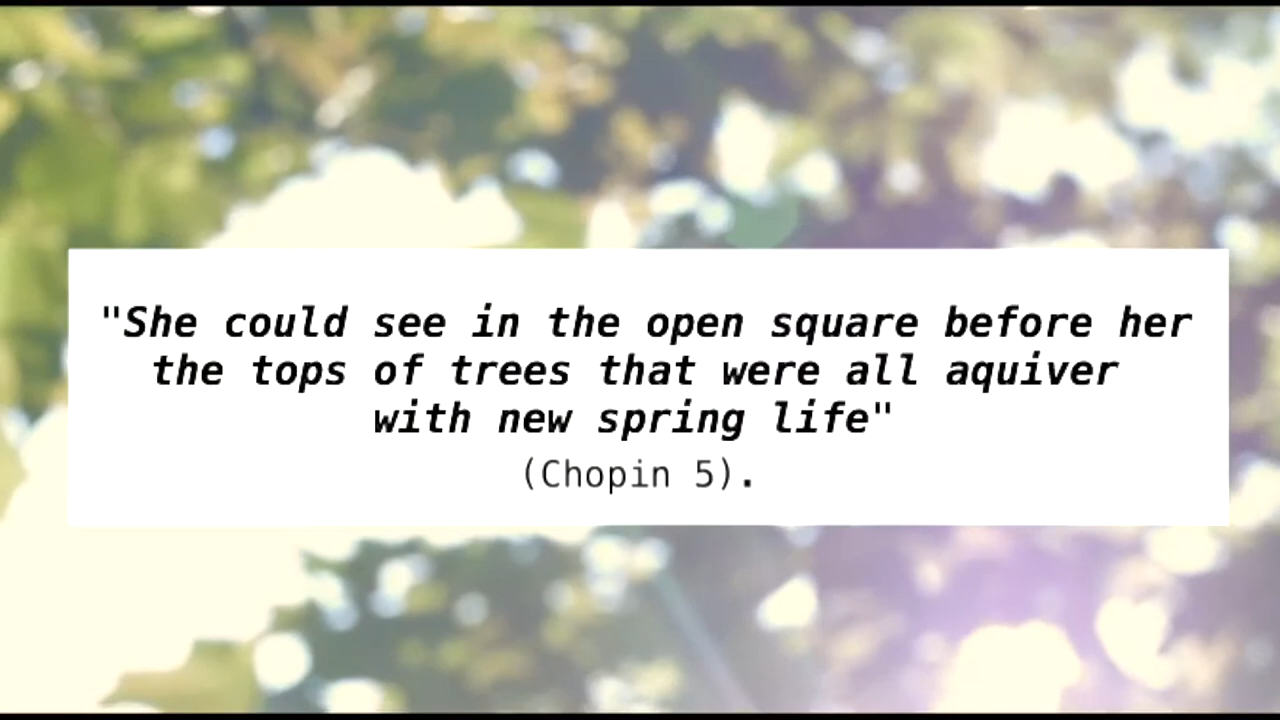 "She could see in the open square before her
the tops of trees that were all aquiver
with new spring life"
(Chopin 5).